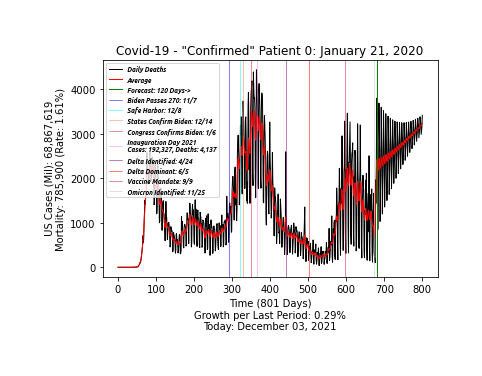 Covid-19 - "Confirmed" Patient 0: January 21, 2020
US Cases (Mil): 68,867,619
Mortality: 785,900 (Rate: 1.61%)
4000
3000
2000
1000
0
Daily Deaths
Average
Forecast: 120 Days->
Biden Passes 270: 11/7
Safe Harbor: 12/8
States Confirm Biden: 12/14
Congress Confirms Biden: 1/6
Inauguration Day 2021
Cases: 192,327, Deaths: 4,137
Delta Identified: 4/24
Delta Dominant: 6/5
Vaccine Mandate: 9/9
Omicron Identified: 11/25
0 100 200 300 400 500 600 700 800
Time (801 Days)
Growth per Last Period: 0.29%
Today: December 03, 2021